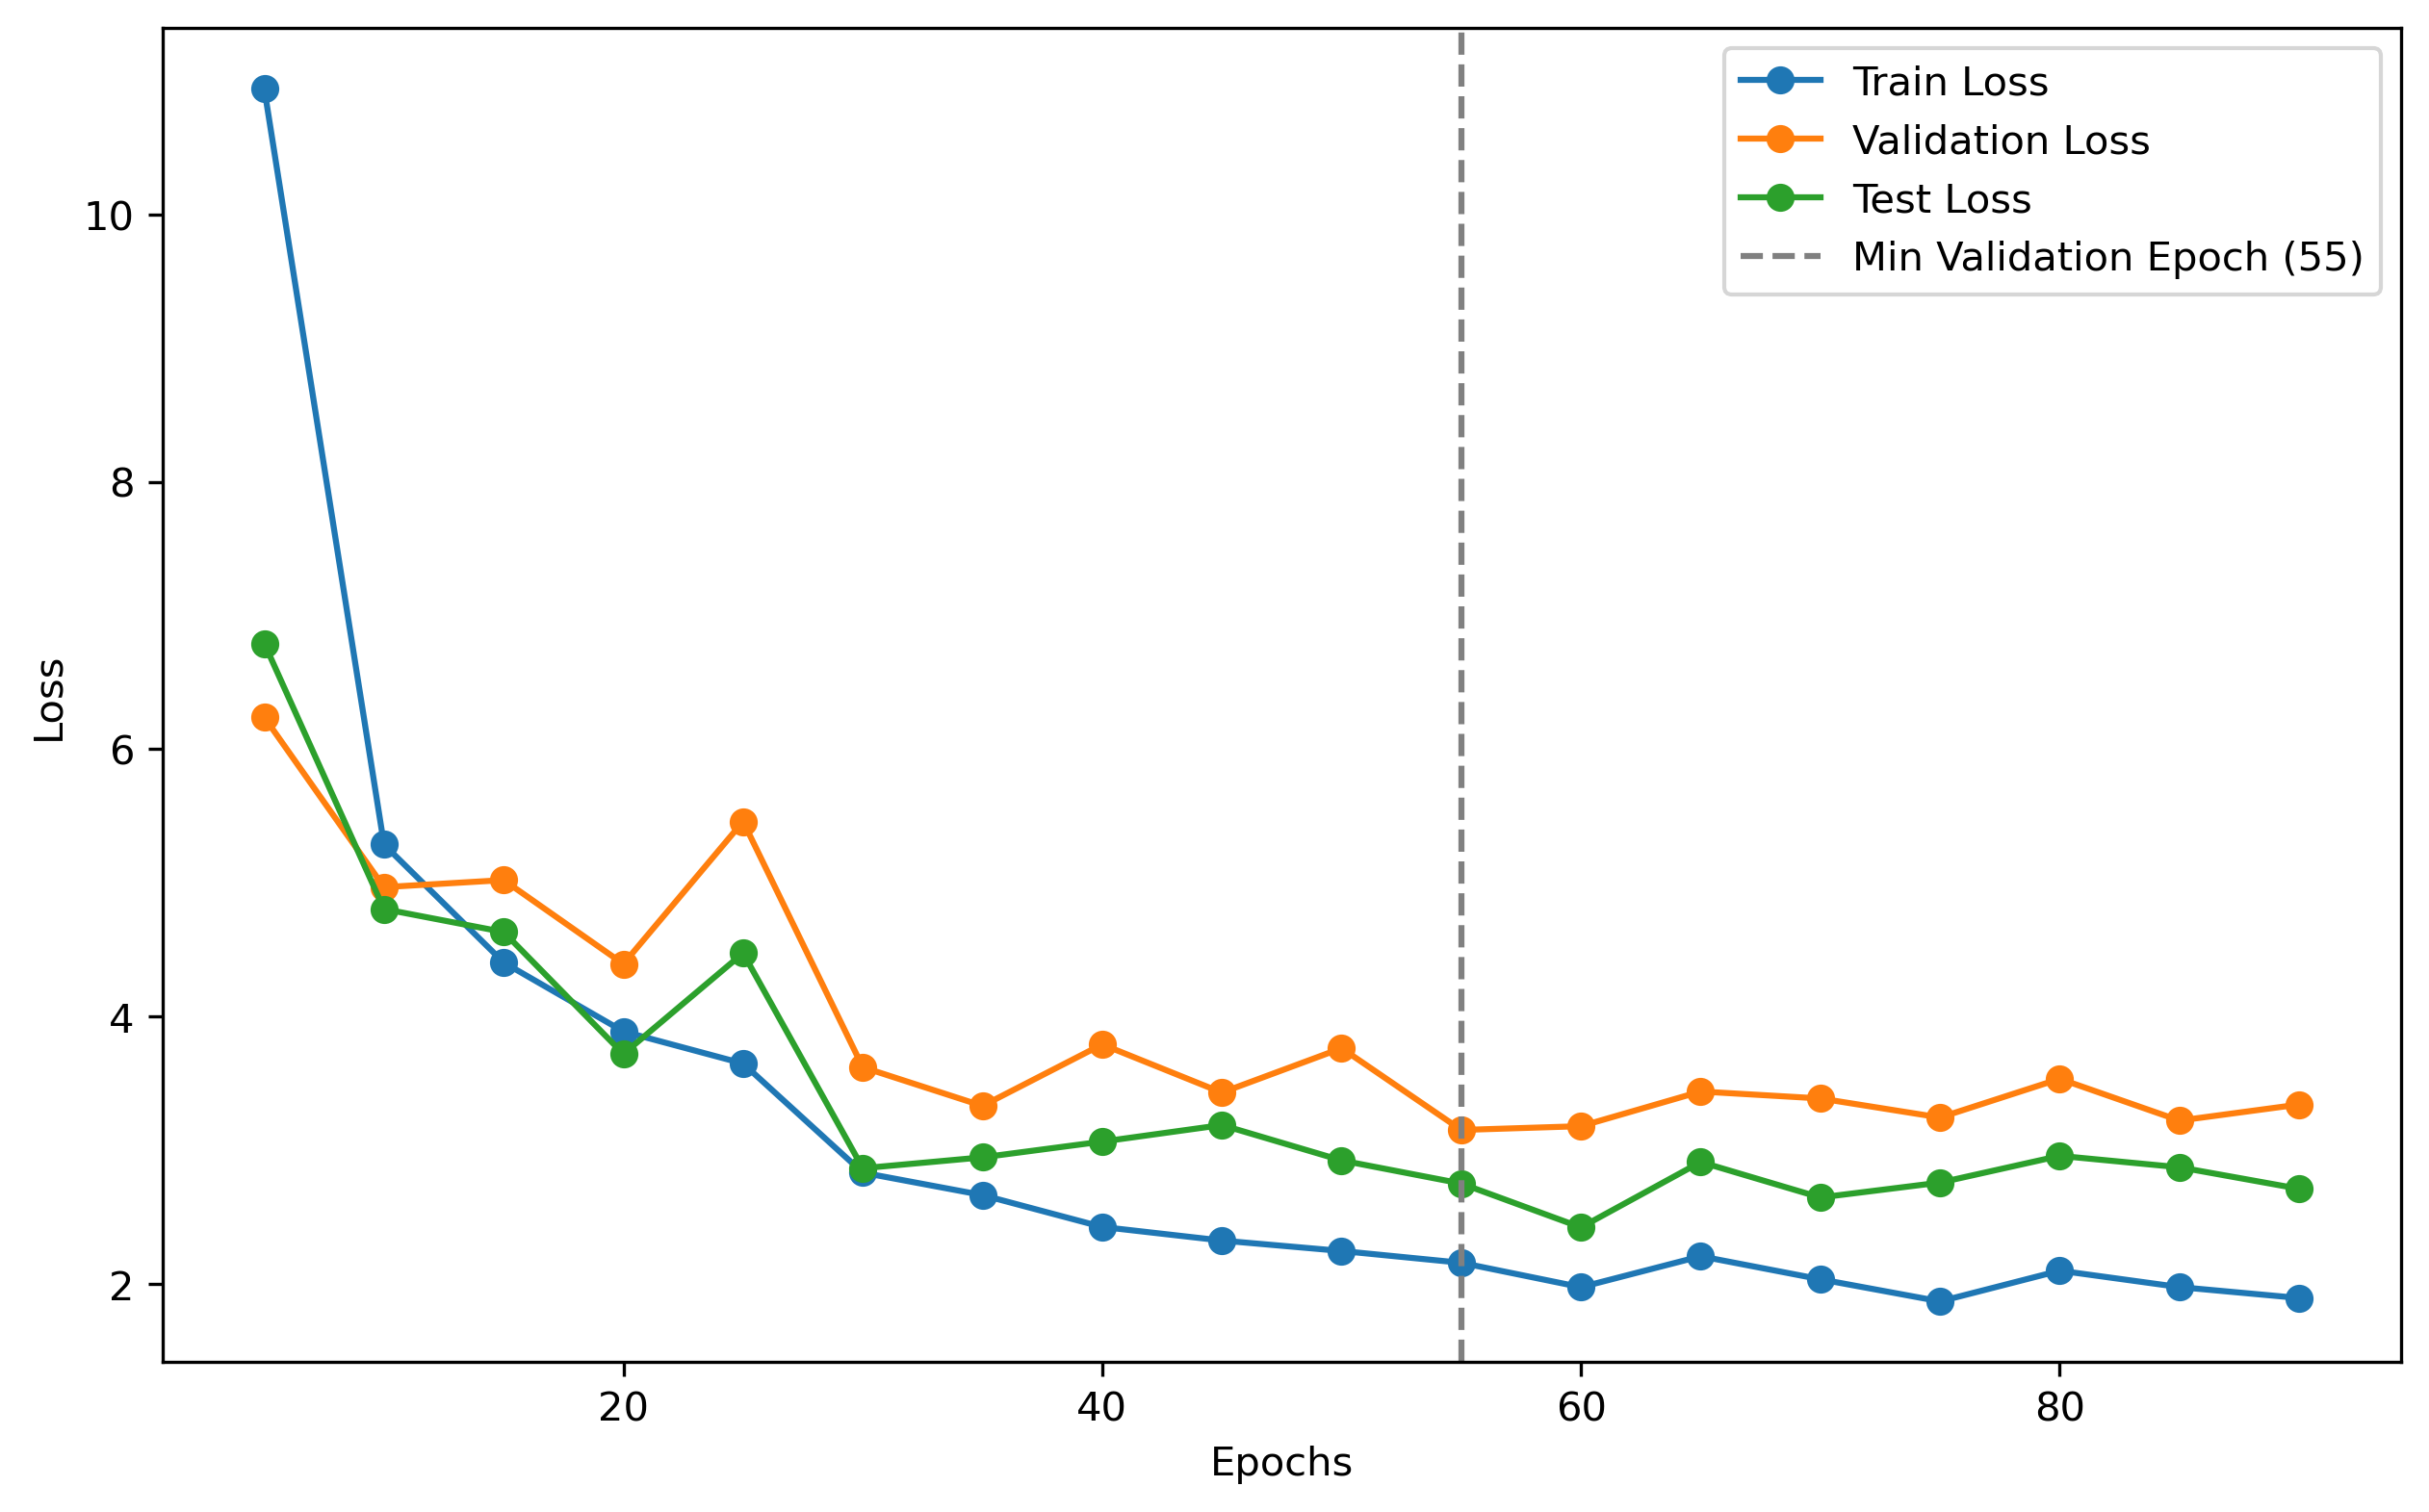 Train Loss
Validation Loss
Test Loss
Min Validation Epoch (55)
10
8
6
4
2
Loss
20 40 60 80
Epochs